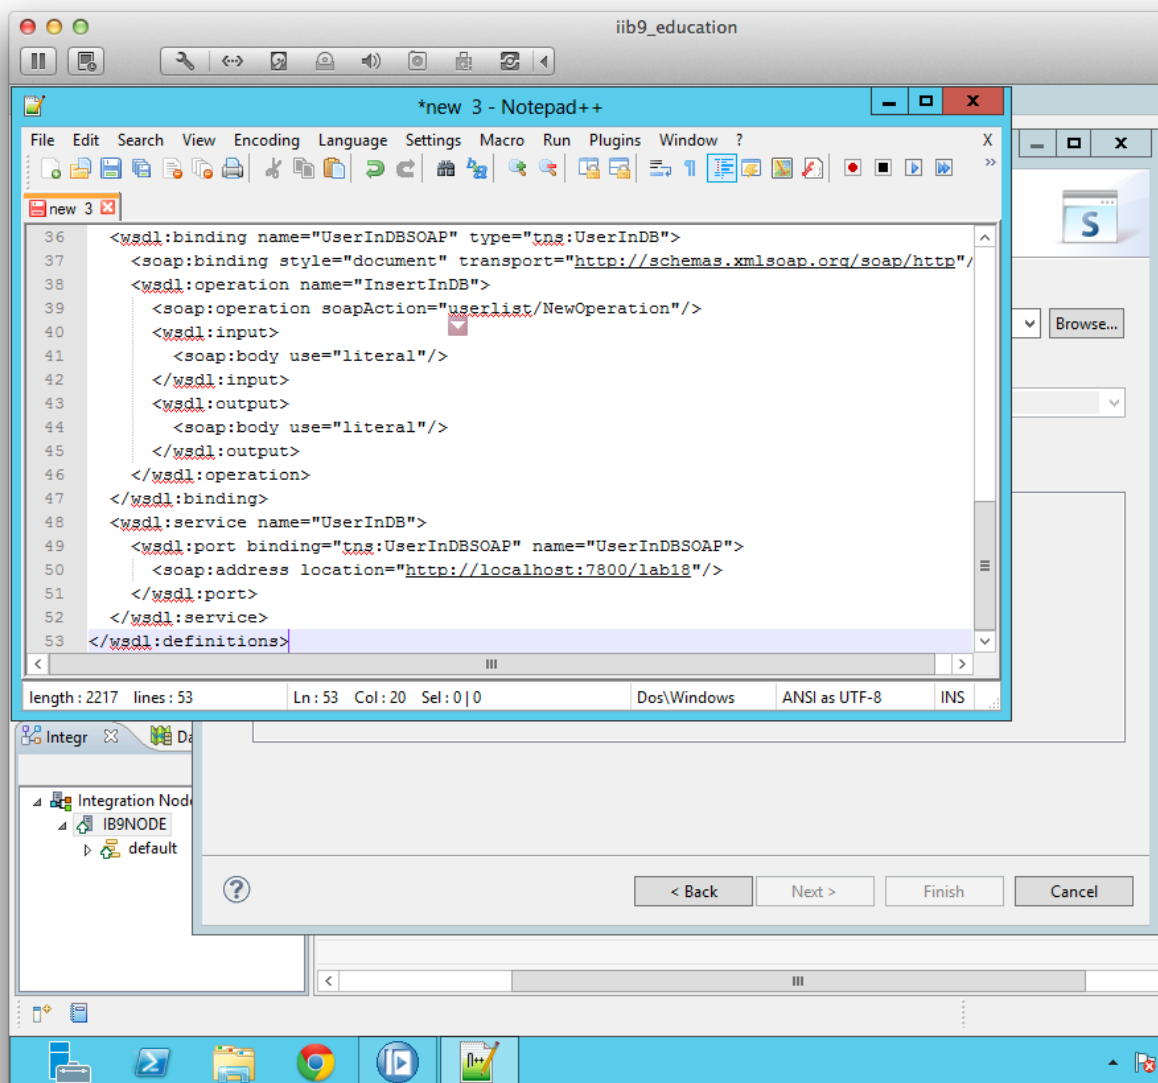 iib9_education
*new  3 - Notepad++
File Edit Search View Encoding Language Settings Macro Run Plugins Window ? X
new 3
36 <wsdl:binding name="UserInDBSOAP" type="tns:UserInDB">
37 <soap:binding style="document" transport="http://schemas.xmlsoap.org/soap/http"/
38 <wsdl:operation name="InsertInDB">
39 <soap:operation soapAction="userlist/NewOperation"/>
40 <wsdl:input>
41 <soap:body use="literal"/>
42 </wsdl:input>
43 <wsdl:output>
44 <soap:body use="literal"/>
45 </wsdl:output>
46 </wsdl:operation>
47 </wsdl:binding>
48 <wsdl:service name="UserInDB">
49 <wsdl:port binding="tns:UserInDBSOAP" name="UserInDBSOAP">
50 <soap:address location="http://localhost:7800/lab18"/>
51 </wsdl:port>
52 </wsdl:service>
53 </wsdl:definitions>
length : 2217 lines : 53 Ln : 53 Col : 20 Sel : 0 | 0 Dos\Windows ANSI as UTF-8 INS
Browse...
Integr Da
Integration Node
IB9NODE
default
< Back Next > Finish Cancel